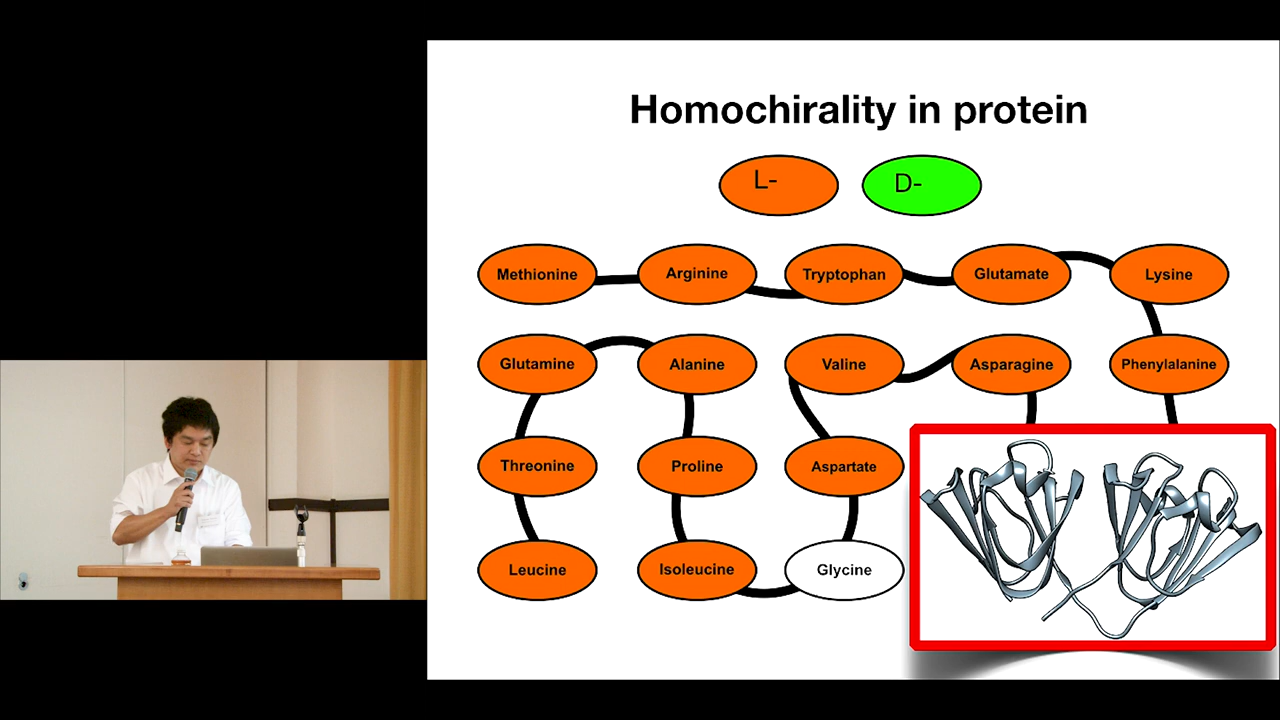 Homochirality in protein
L-
D-
Methionine
Arginine
Tryptophan
Glutamate
Lysine
Glutamine
Alanine
Valine
Asparagine
Phenylalanine
Threonine
Proline
Aspartate
Leucine
Isoleucine
Glycine